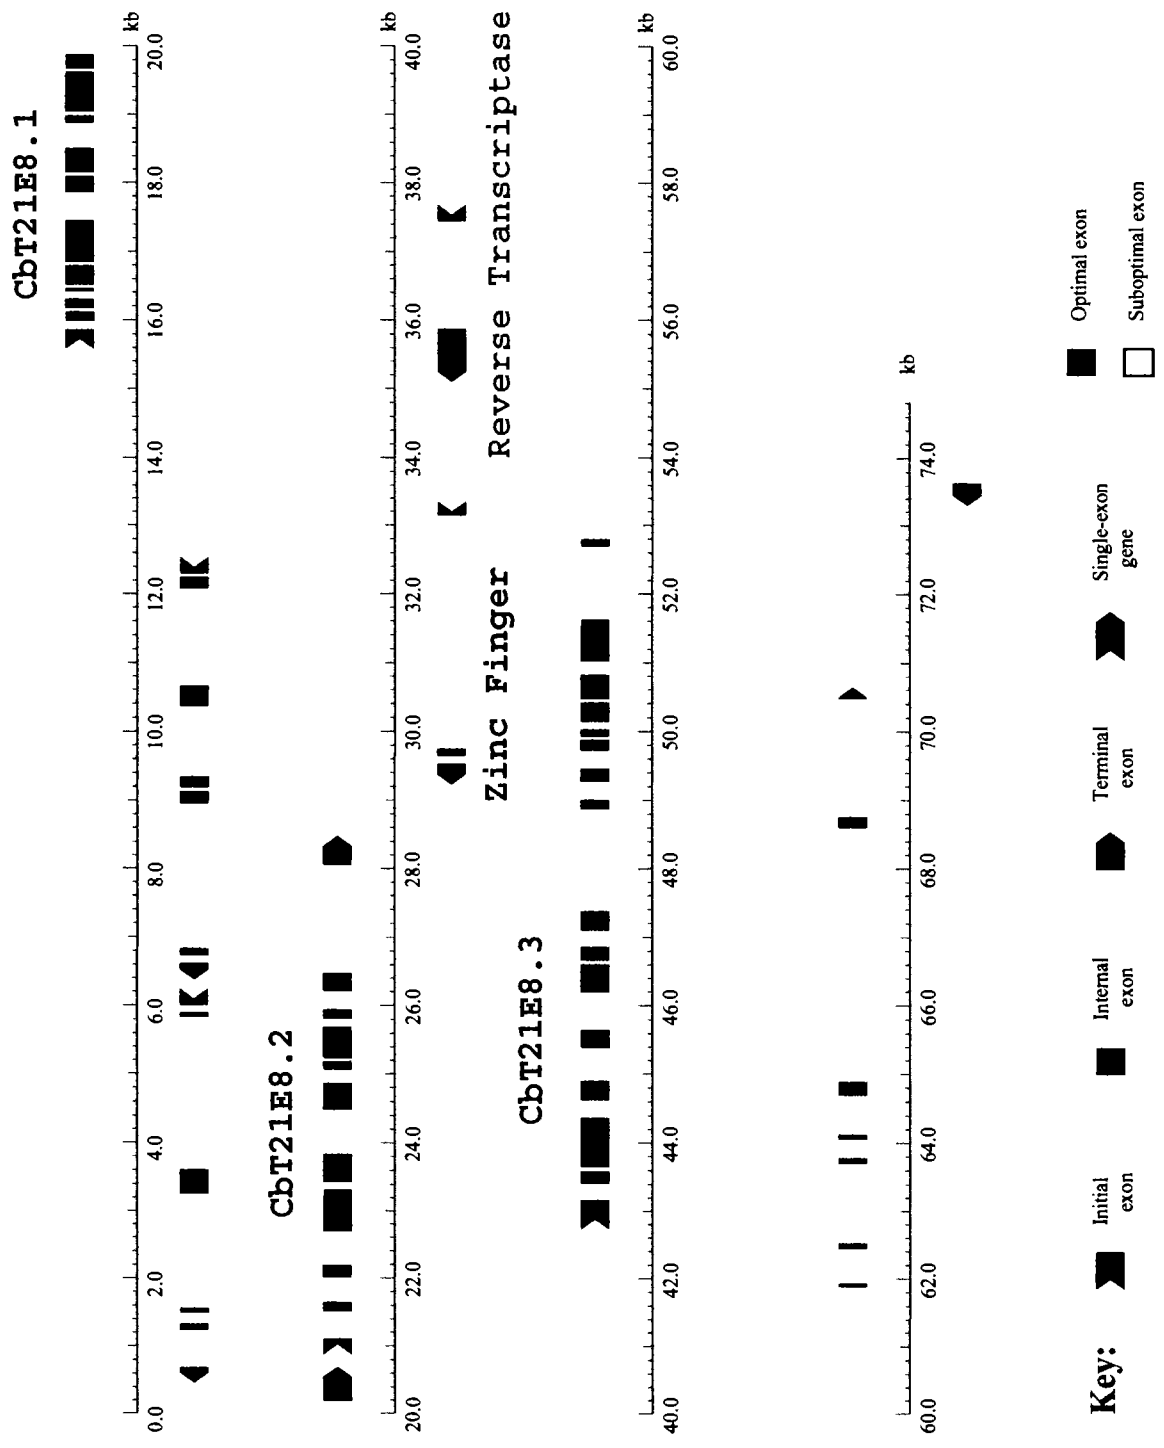 CbT21E8.1
kb
0.0 2.0 4.0 6.0 8.0 10.0 12.0 14.0 16.0 18.0 20.0
CbT21E8.2
kb
20.0 22.0 24.0 26.0 28.0 30.0 32.0 34.0 36.0 38.0 40.0
Zinc Finger Reverse Transcriptase
CbT21E8.3
kb
40.0 42.0 44.0 46.0 48.0 50.0 52.0 54.0 56.0 58.0 60.0
kb
60.0 62.0 64.0 66.0 68.0 70.0 72.0 74.0
Key:
Initial
exon
Internal
exon
Terminal
exon
Single-exon
gene
Optimal exon
Suboptimal exon